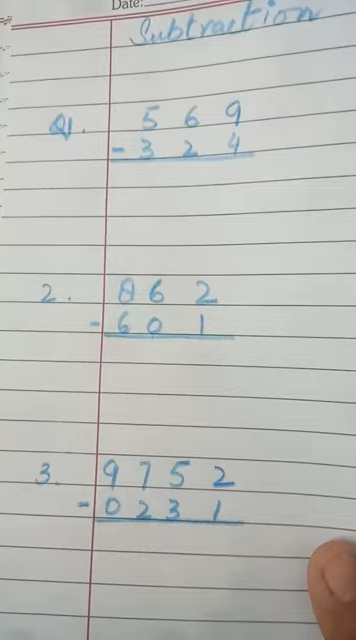 Date:
Subtraction
Q1. 5 6 9
- 3 2 4
2. 8 6 2
- 6 0 1
3. 9 7 5 2
- 0 2 3 1